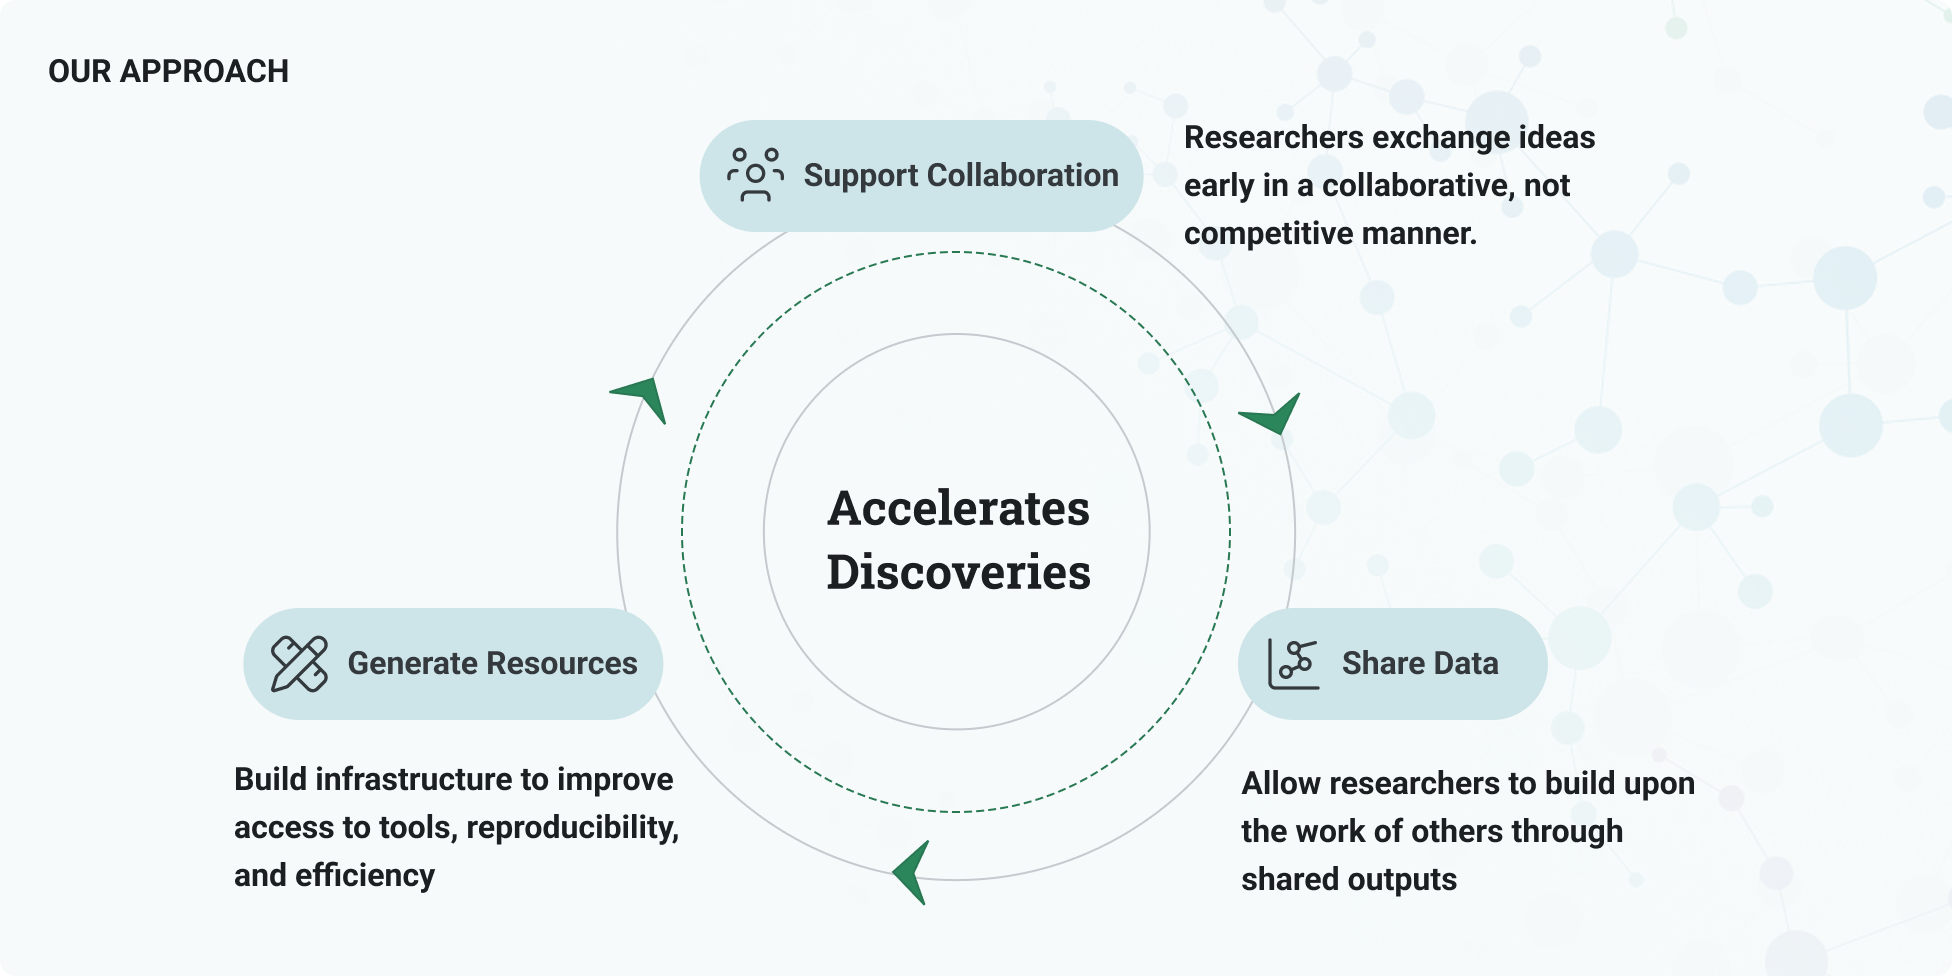 OUR APPROACH
Support Collaboration
Researchers exchange ideas
early in a collaborative, not
competitive manner.
Accelerates
Discoveries
Generate Resources
Build infrastructure to improve
access to tools, reproducibility,
and efficiency
Share Data
Allow researchers to build upon
the work of others through
shared outputs